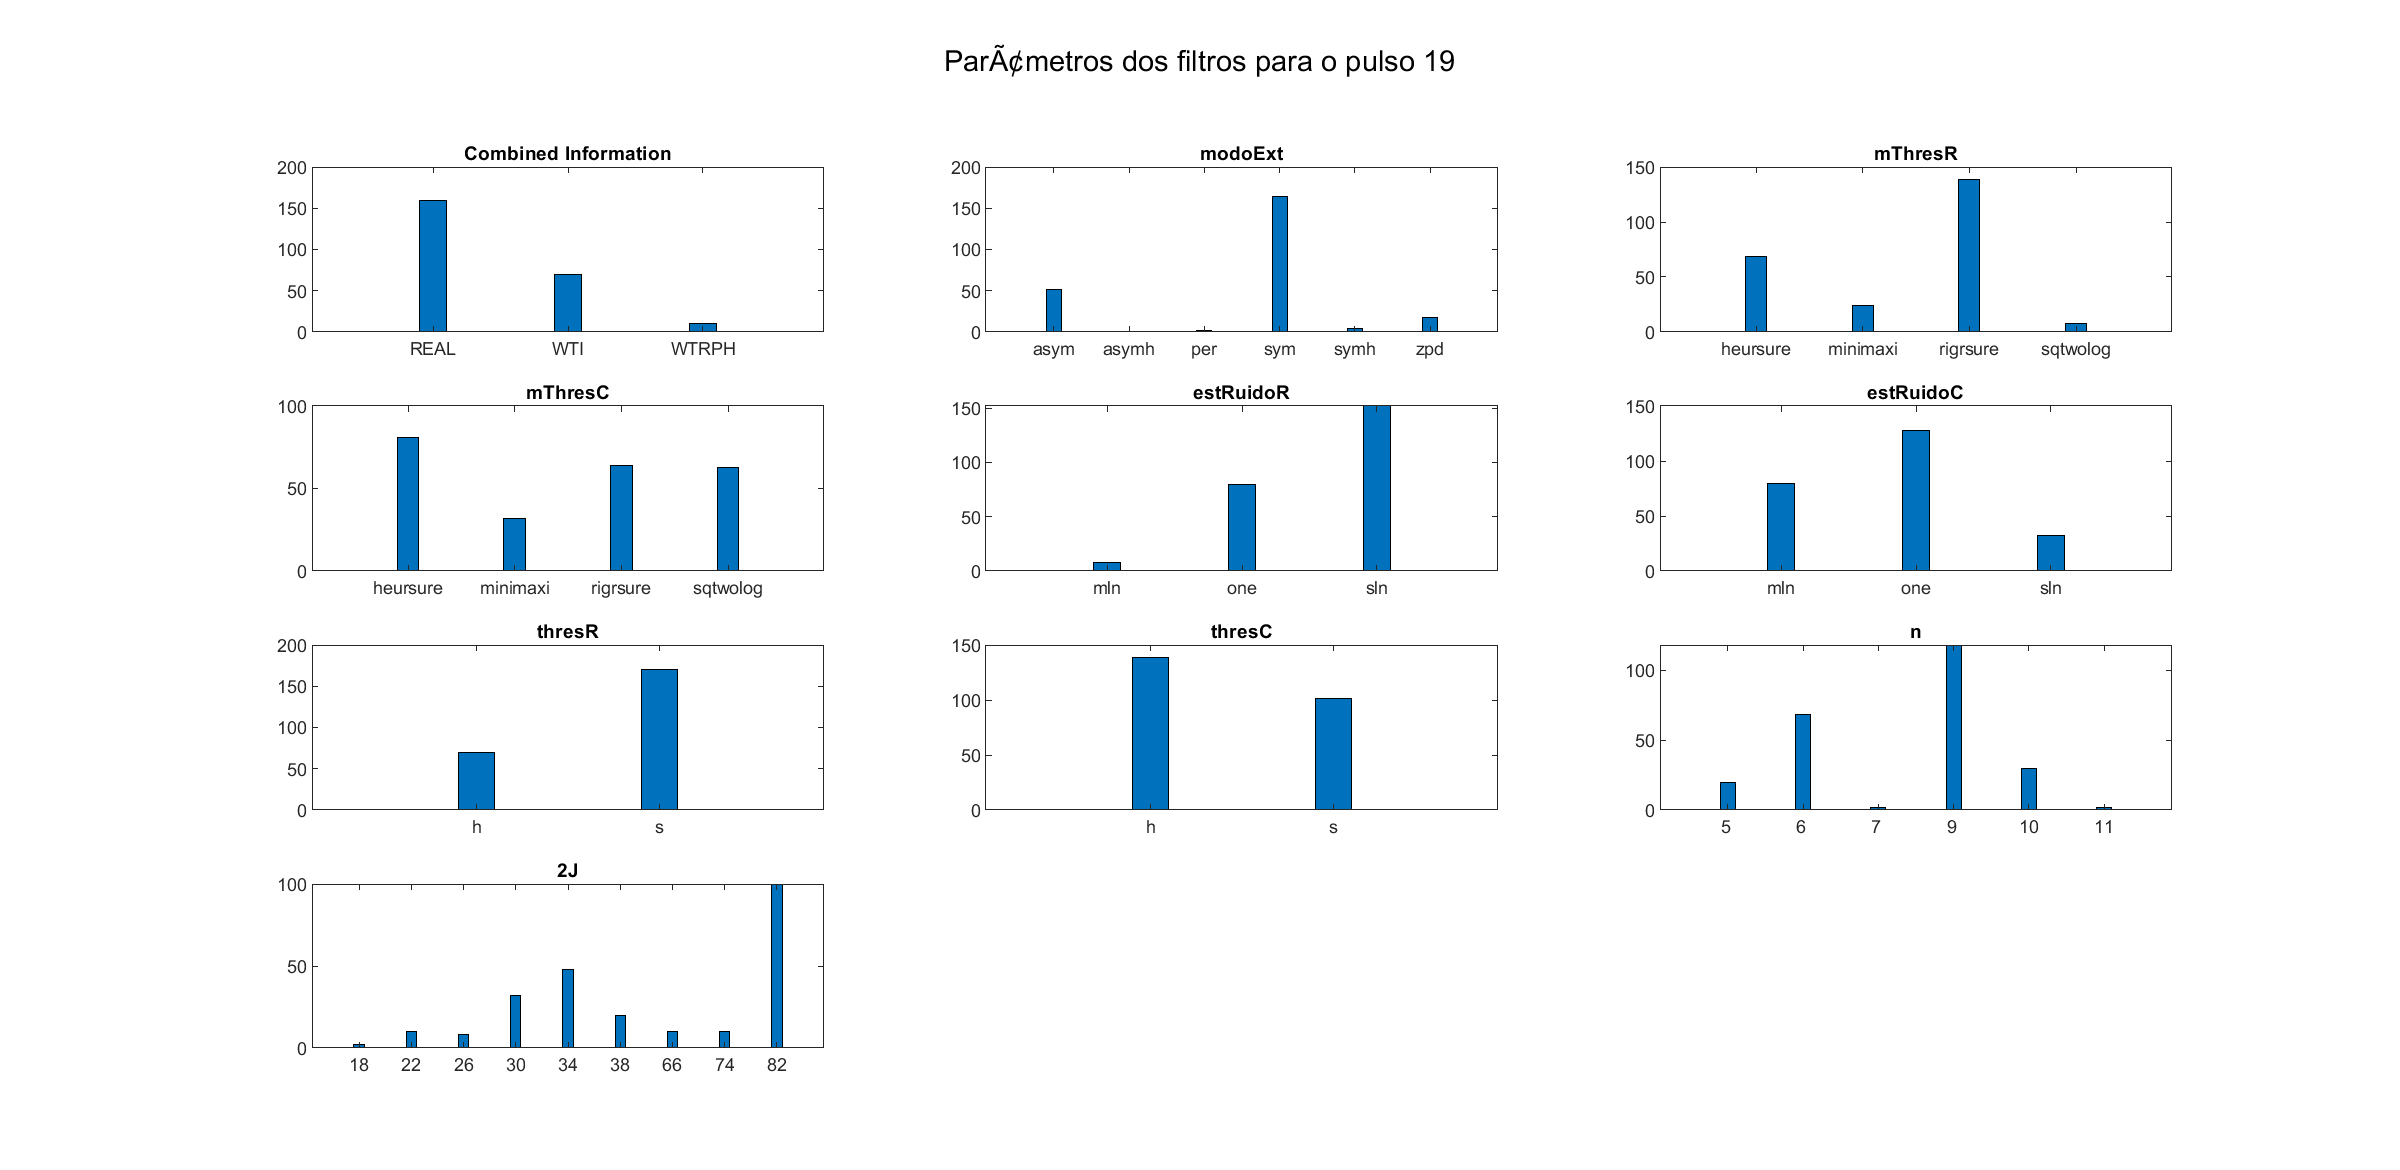 ParÃ¢metros dos filtros para o pulso 19
Combined Information
200
150
100
50
0
REAL WTI WTRPH
modoExt
200
150
100
50
0
asym asymh per sym symh zpd
mThresR
150
100
50
0
heursure minimaxi rigrsure sqtwolog
mThresC
100
50
0
heursure minimaxi rigrsure sqtwolog
estRuidoR
150
100
50
0
mln one sln
estRuidoC
150
100
50
0
mln one sln
thresR
200
150
100
50
0
h s
thresC
150
100
50
0
h s
n
100
50
0
5 6 7 9 10 11
2J
100
50
0
18 22 26 30 34 38 66 74 82